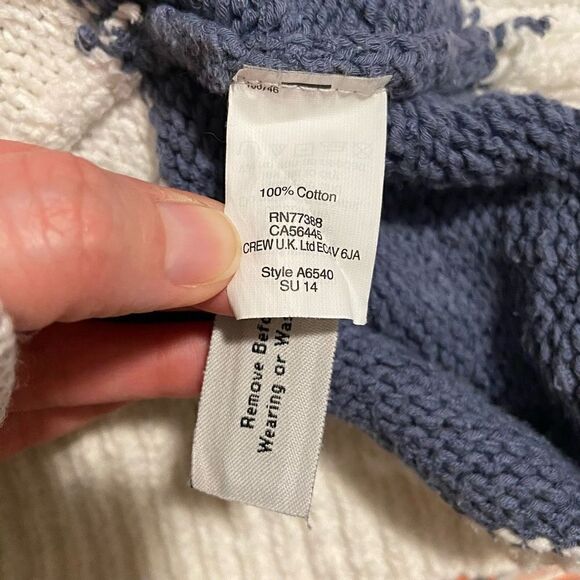 100% Cotton
RN77388
CA56445
CREW U.K. Ltd EC4V 6JA
Style A6540
SU 14
Remove Befo
Wearing or Was